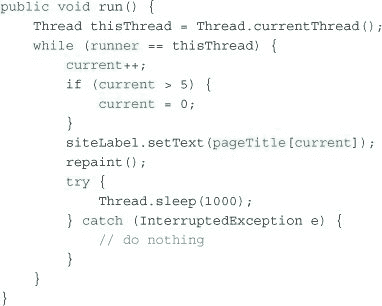 public void run() {
    Thread thisThread = Thread.currentThread();
    while (runner == thisThread) {
        current++;
        if (current > 5) {
            current = 0;
        }
        siteLabel.setText(pageTitle[current]);
        repaint();
        try {
            Thread.sleep(1000);
        } catch (InterruptedException e) {
            // do nothing
        }
    }
}